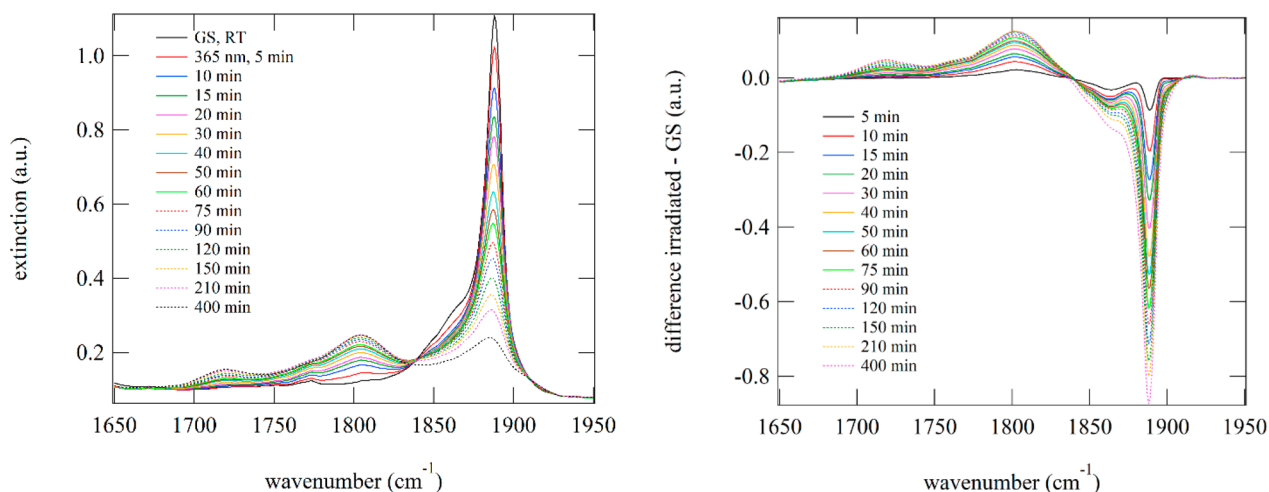 extinction (a.u.)
1.0
0.8
0.6
0.4
0.2
GS, RT
365 nm, 5 min
10 min
15 min
20 min
30 min
40 min
50 min
60 min
75 min
90 min
120 min
150 min
210 min
400 min
1650 1700 1750 1800 1850 1900 1950
wavenumber (cm-1)
difference irradiated - GS (a.u.)
0.0
-0.2
-0.4
-0.6
-0.8
5 min
10 min
15 min
20 min
30 min
40 min
50 min
60 min
75 min
90 min
120 min
150 min
210 min
400 min
1650 1700 1750 1800 1850 1900 1950
wavenumber (cm-1)